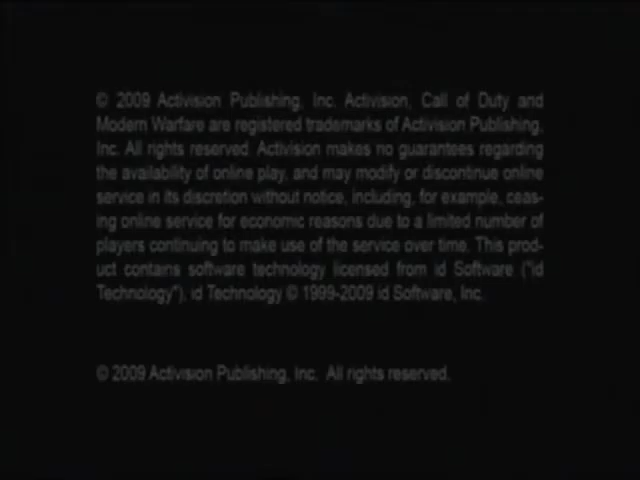 © 2009 Activision Publishing, Inc. Activision, Call of Duty and
Modern Warfare are registered trademarks of Activision Publishing,
Inc. All rights reserved. Activision makes no guarantees regarding
the availability of online play, and may modify or discontinue online
service in its discretion without notice, including, for example, ceas-
ing online service for economic reasons due to a limited number of
players continuing to make use of the service over time. This prod-
uct contains software technology licensed from id Software ("id
Technology"). id Technology © 1999-2009 id Software, Inc.
© 2009 Activision Publishing, Inc. All rights reserved.